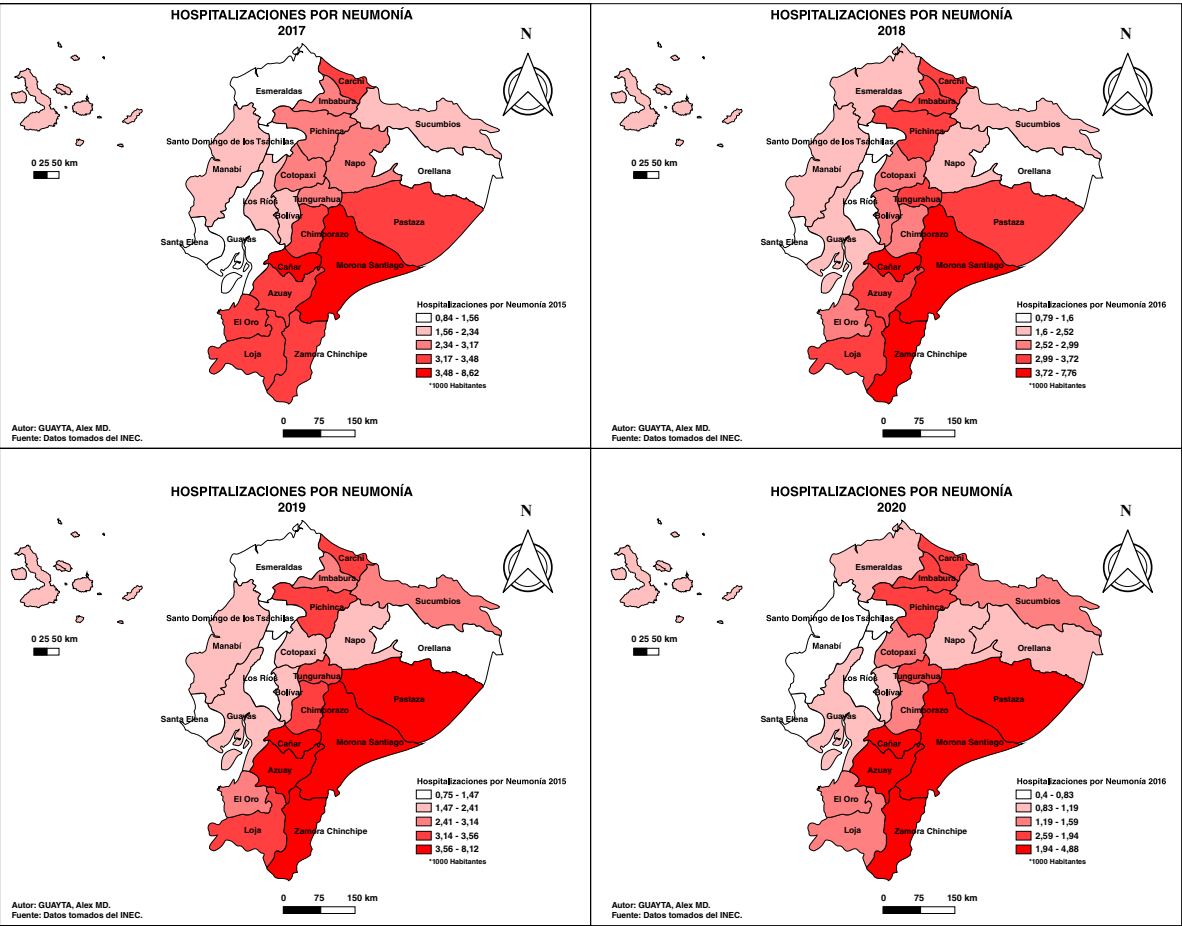 HOSPITALIZACIONES POR NEUMONÍA
2017
N
Carchi
Esmeraldas
Imbabura
Sucumbios
Pichinca
Santo Domingo de los Tsáchilas
0 25 50 km
Manabí
Napo
Orellana
Cotopaxi
Los Ríos
Tungurahua
Bolívar
Pastaza
Chimborazo
Santa Elena
Guayas
Cañar
Morona Santiago
Azuay
El Oro
Loja
Zamora Chinchipe
Hospitalizaciones por Neumonía 2015
0,84 - 1,56
1,56 - 2,34
2,34 - 3,17
3,17 - 3,48
3,48 - 8,62
*1000 Habitantes
0 75 150 km
Autor: GUAYTA, Alex MD.
Fuente: Datos tomados del INEC.
HOSPITALIZACIONES POR NEUMONÍA
2018
N
Carchi
Esmeraldas
Imbabura
Sucumbios
Pichinca
Santo Domingo de los Tsáchilas
0 25 50 km
Manabí
Napo
Orellana
Cotopaxi
Los Ríos
Tungurahua
Bolívar
Pastaza
Chimborazo
Santa Elena
Guayas
Cañar
Morona Santiago
Azuay
El Oro
Loja
Zamora Chinchipe
Hospitalizaciones por Neumonía 2016
0,79 - 1,6
1,6 - 2,52
2,52 - 2,99
2,99 - 3,72
3,72 - 7,76
*1000 Habitantes
0 75 150 km
Autor: GUAYTA, Alex MD.
Fuente: Datos tomados del INEC.
HOSPITALIZACIONES POR NEUMONÍA
2019
N
Carchi
Esmeraldas
Imbabura
Sucumbios
Pichinca
Santo Domingo de los Tsáchilas
0 25 50 km
Manabí
Napo
Orellana
Cotopaxi
Los Ríos
Tungurahua
Bolívar
Pastaza
Chimborazo
Santa Elena
Guayas
Cañar
Morona Santiago
Azuay
El Oro
Loja
Zamora Chinchipe
Hospitalizaciones por Neumonía 2015
0,75 - 1,47
1,47 - 2,41
2,41 - 3,14
3,14 - 3,56
3,56 - 8,12
*1000 Habitantes
0 75 150 km
Autor: GUAYTA, Alex MD.
Fuente: Datos tomados del INEC.
HOSPITALIZACIONES POR NEUMONÍA
2020
N
Carchi
Esmeraldas
Imbabura
Sucumbios
Pichinca
Santo Domingo de los Tsáchilas
0 25 50 km
Manabí
Napo
Orellana
Cotopaxi
Los Ríos
Tungurahua
Bolívar
Pastaza
Chimborazo
Santa Elena
Guayas
Cañar
Morona Santiago
Azuay
El Oro
Loja
Zamora Chinchipe
Hospitalizaciones por Neumonía 2016
0,4 - 0,83
0,83 - 1,19
1,19 - 1,59
2,59 - 1,94
1,94 - 4,88
*1000 Habitantes
0 75 150 km
Autor: GUAYTA, Alex MD.
Fuente: Datos tomados del INEC.